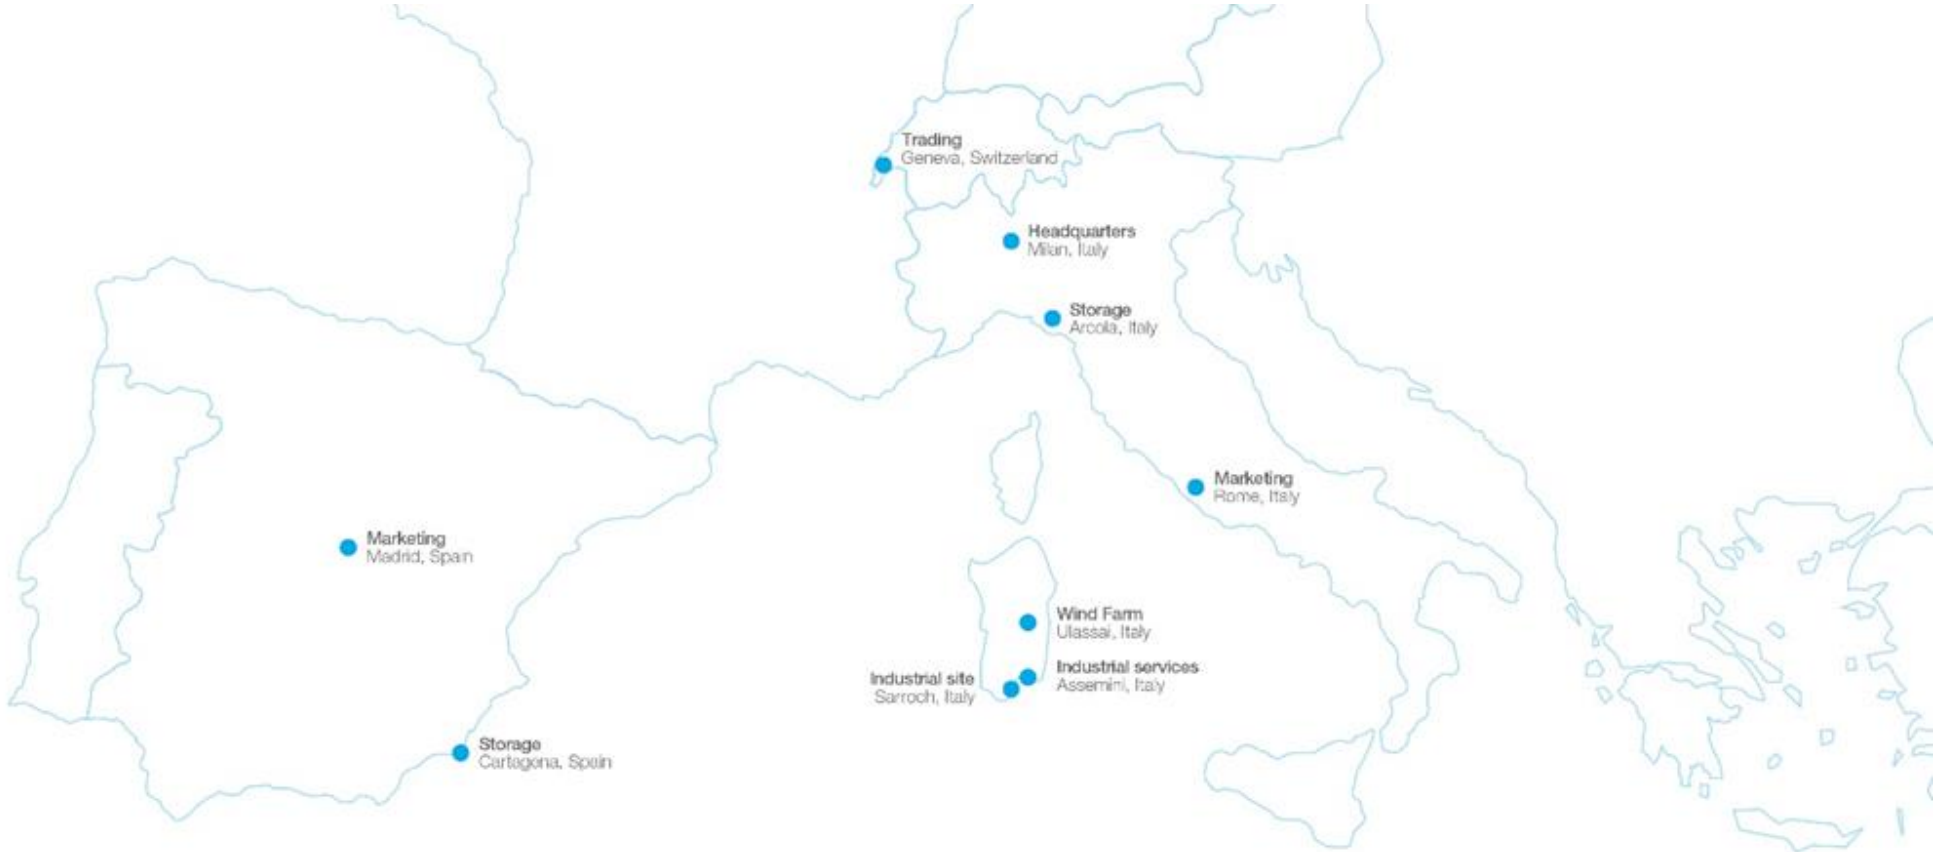 Trading
Geneva, Switzerland
Headquarters
Milan, Italy
Storage
Arcola, Italy
Marketing
Rome, Italy
Marketing
Madrid, Spain
Wind Farm
Ulassai, Italy
Industrial services
Assemini, Italy
Industrial site
Sarroch, Italy
Storage
Cartagena, Spain